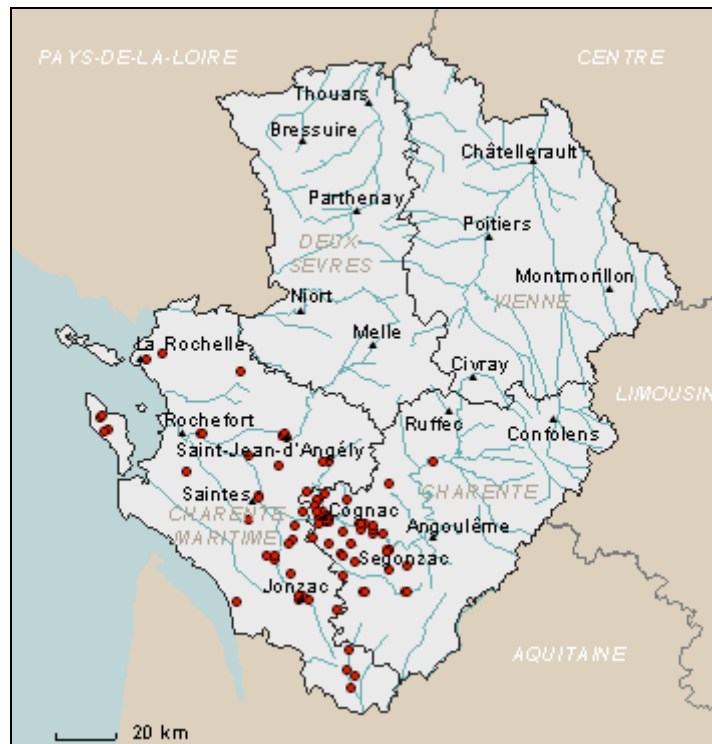 PAYS-DE-LA-LOIRE
CENTRE
Thouars
Bressuire
Châtellerault
Parthenay
Poitiers
DEUX-
SEVRES
Montmorillon
VIENNE
Niort
Melle
La Rochelle
Civray
LIMOUSIN
Ruffec
Rochefort
Confolens
Saint-Jean-d'Angély
CHARENTE
Saintes
Cognac
CHARENTE
MARITIME
Angoulême
Segonzac
Jonzac
AQUITAINE
20 km